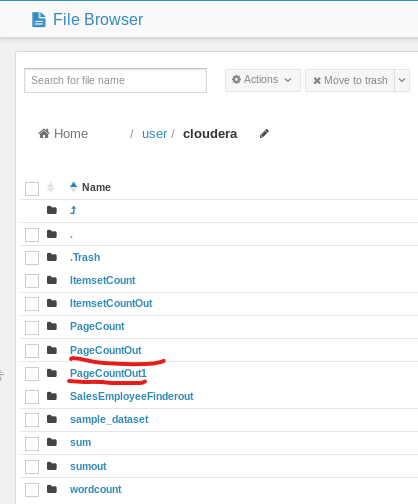 File Browser
Search for file name
Actions
Move to trash
Home / user / cloudera
Name
.
.Trash
ItemsetCount
ItemsetCountOut
PageCount
PageCountOut
PageCountOut1
SalesEmployeeFinderout
sample_dataset
sum
sumout
wordcount